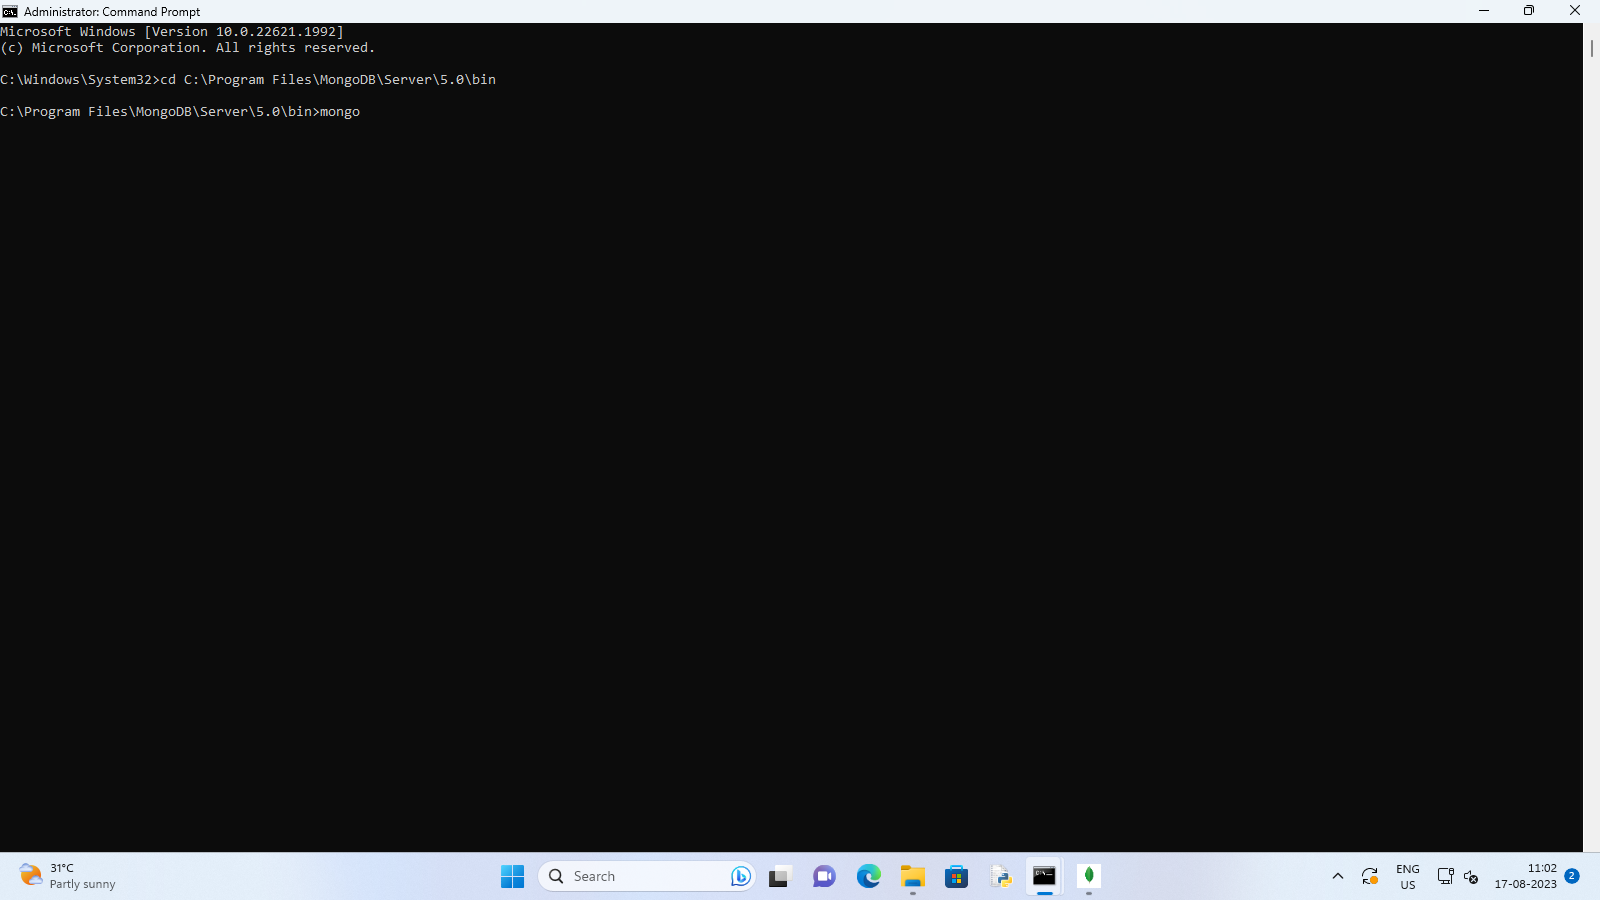 Administrator: Command Prompt
Microsoft Windows [Version 10.0.22621.1992]
(c) Microsoft Corporation. All rights reserved.
C:\Windows\System32>cd C:\Program Files\MongoDB\Server\5.0\bin
C:\Program Files\MongoDB\Server\5.0\bin>mongo
31°C
Partly sunny
Search
ENG
US
11:02
17-08-2023
2